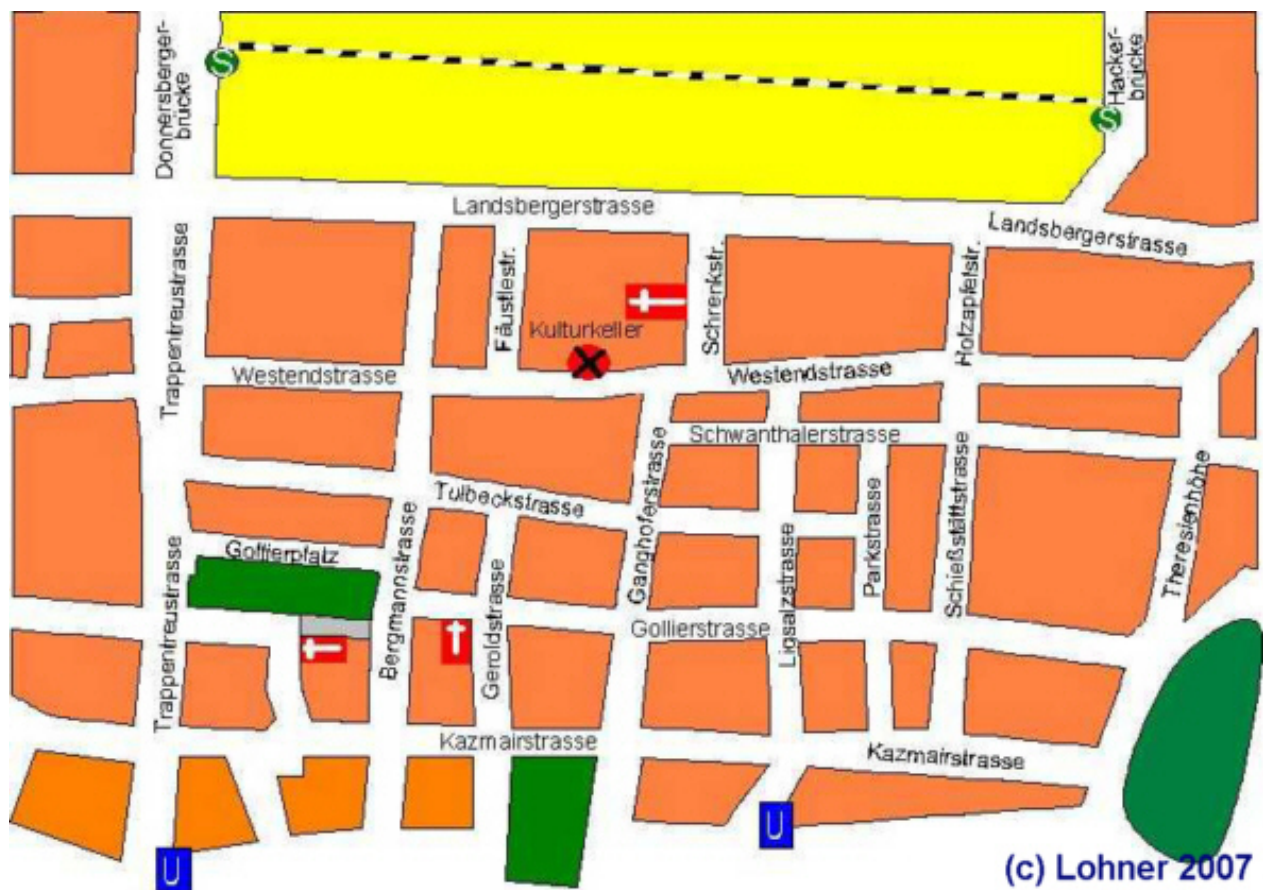 Donnersberger-
brücke
S
S
Hacker-
brücke
Landsbergerstrasse
Landsbergerstrasse
Trappentreustrasse
Fäustlestr.
Kulturkeller
Schrenkstr.
Holzapfelstr.
Westendstrasse
Westendstrasse
Schwanthalerstrasse
Tulbeckstrasse
Ganghoferstrasse
Parkstrasse
Schießstättstrasse
Theresienhöhe
Gollierplatz
Bergmannstrasse
Geroldstrasse
Ligsalzstrasse
Gollierstrasse
Trappentreustrasse
Kazmairstrasse
Kazmairstrasse
U
U
(c) Lohner 2007